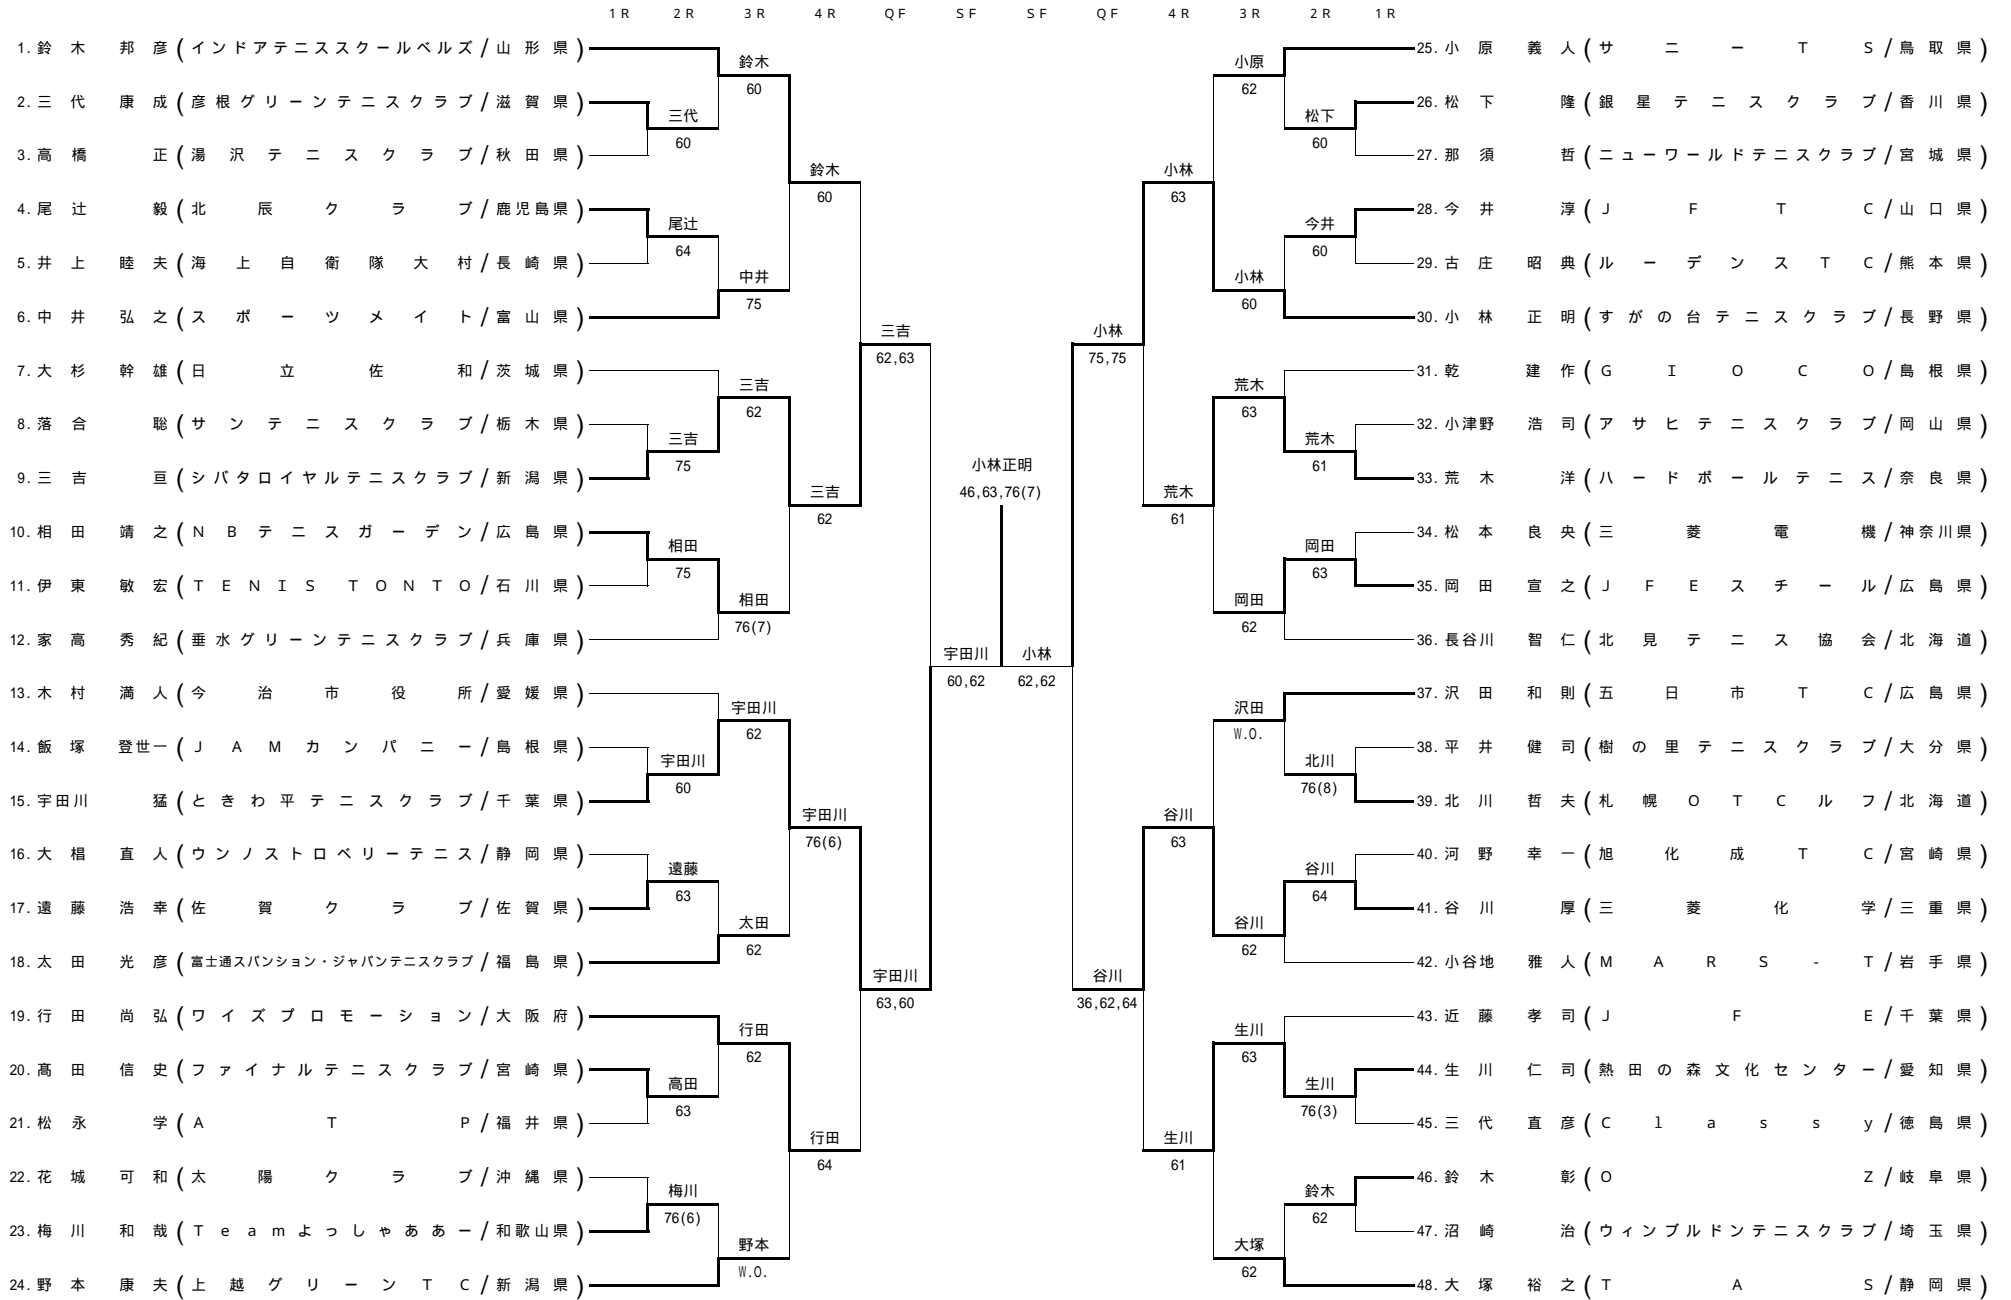 1R 2R 3R 4R QF SF SF QF 4R 3R 2R 1R
1. 鈴木 邦彦 (インドアテニススクールベルズ/山形県)
2. 三代 康成 (彦根グリーンテニスクラブ/滋賀県)
3. 高橋 正 (湯沢テニスクラブ/秋田県)
4. 尾辻 毅 (北辰クラブ/鹿児島県)
5. 井上 睦夫 (海上自衛隊大村/長崎県)
6. 中井 弘之 (スポーツメイト/富山県)
7. 大杉 幹雄 (日立佐和/茨城県)
8. 落合 聡 (サンテニスクラブ/栃木県)
9. 三吉 亘 (シバタロイヤルテニスクラブ/新潟県)
10. 相田 靖之 (NBテニスガーデン/広島県)
11. 伊東 敏宏 (TENIS TONTO/石川県)
12. 家高 秀紀 (垂水グリーンテニスクラブ/兵庫県)
13. 木村 満人 (今治市役所/愛媛県)
14. 飯塚 登世一 (JAMカンパニー/島根県)
15. 宇田川 猛 (ときわ平テニスクラブ/千葉県)
16. 大椙 直人 (ウンノストロベリーテニス/静岡県)
17. 遠藤 浩幸 (佐賀クラブ/佐賀県)
18. 太田 光彦 (富士通スパンション・ジャパンテニスクラブ/福島県)
19. 行田 尚弘 (ワイズプロモーション/大阪府)
20. 髙田 信史 (ファイナルテニスクラブ/宮崎県)
21. 松永 学 (ATP/福井県)
22. 花城 可和 (太陽クラブ/沖縄県)
23. 梅川 和哉 (Teamよっしゃああー/和歌山県)
24. 野本 康夫 (上越グリーンTC/新潟県)
三代
60
尾辻
64
三吉
75
相田
75
宇田川
60
遠藤
63
高田
63
梅川
76(6)
鈴木
60
中井
75
三吉
62
相田
76(7)
宇田川
62
太田
62
行田
62
野本
W.O.
鈴木
60
三吉
62
宇田川
76(6)
行田
64
三吉
62,63
宇田川
63,60
宇田川
60,62
小林正明
46,63,76(7)
小林
62,62
小林
75,75
谷川
36,62,64
小林
63
荒木
61
谷川
63
生川
61
小原
62
小林
60
荒木
63
岡田
62
沢田
W.O.
谷川
62
生川
63
大塚
62
松下
60
今井
60
荒木
61
岡田
63
北川
76(8)
谷川
64
生川
76(3)
鈴木
62
25. 小原 義人 (サニーTS/鳥取県)
26. 松下 隆 (銀星テニスクラブ/香川県)
27. 那須 哲 (ニューワールドテニスクラブ/宮城県)
28. 今井 淳 (JFTC/山口県)
29. 古庄 昭典 (ルーデンスTC/熊本県)
30. 小林 正明 (すがの台テニスクラブ/長野県)
31. 乾 建作 (GIOCO/島根県)
32. 小津野 浩司 (アサヒテニスクラブ/岡山県)
33. 荒木 洋 (ハードボールテニス/奈良県)
34. 松本 良央 (三菱電機/神奈川県)
35. 岡田 宣之 (JFEスチール/広島県)
36. 長谷川 智仁 (北見テニス協会/北海道)
37. 沢田 和則 (五日市TC/広島県)
38. 平井 健司 (樹の里テニスクラブ/大分県)
39. 北川 哲夫 (札幌OTCルフ/北海道)
40. 河野 幸一 (旭化成TC/宮崎県)
41. 谷川 厚 (三菱化学/三重県)
42. 小谷地 雅人 (MARS-T/岩手県)
43. 近藤 孝司 (JFE/千葉県)
44. 生川 仁司 (熱田の森文化センター/愛知県)
45. 三代 直彦 (Classy/徳島県)
46. 鈴木 彰 (OZ/岐阜県)
47. 沼崎 治 (ウィンブルドンテニスクラブ/埼玉県)
48. 大塚 裕之 (TAS/静岡県)